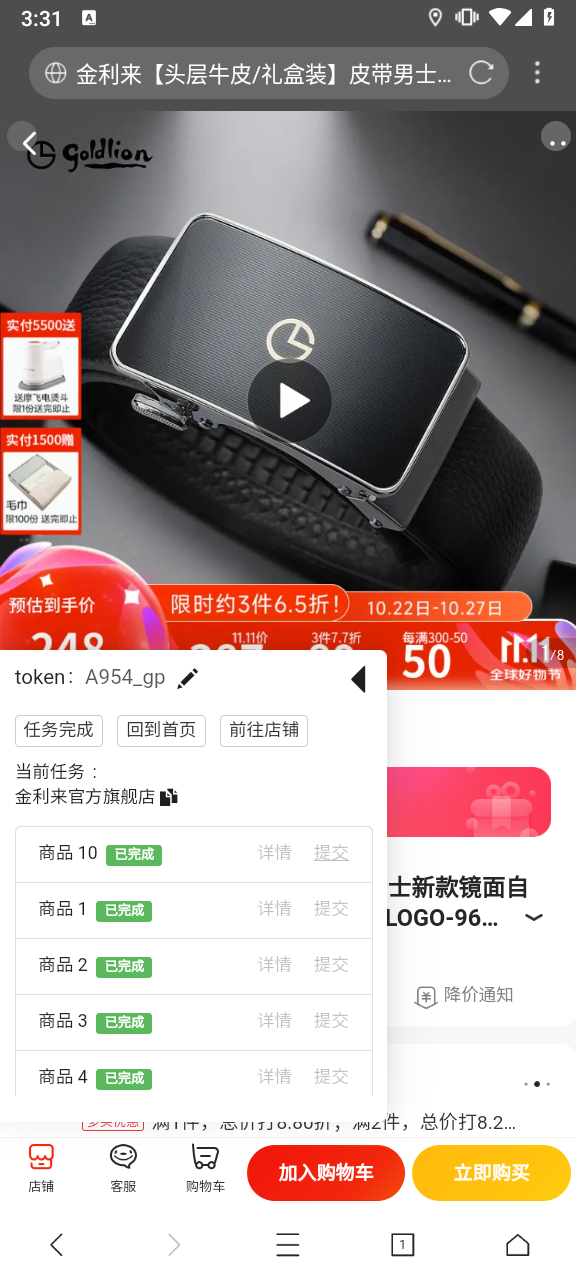 3:31
A
金利来【头层牛皮/礼盒装】皮带男士...
Goldlion
实付5500送
送摩飞电烫斗
限1份送完即止
实付1500赠
毛巾
限100份 送完即止
预估到手价
限时约3件6.5折！
10.22日-10.27日
248
11.11价
3件7.7折
每满300-50
50
11.11
全球好物节
1/8
token： A954_gp
任务完成
回到首页
前往店铺
当前任务 ：
金利来官方旗舰店
商品 10 已完成 详情 提交
商品 1 已完成 详情 提交
商品 2 已完成 详情 提交
商品 3 已完成 详情 提交
商品 4 已完成 详情 提交
士新款镜面自
LOGO-96...
降价通知
多买优惠 满1件，总价打8.80折；满2件，总价打8.2...
店铺
客服
购物车
加入购物车
立即购买
1